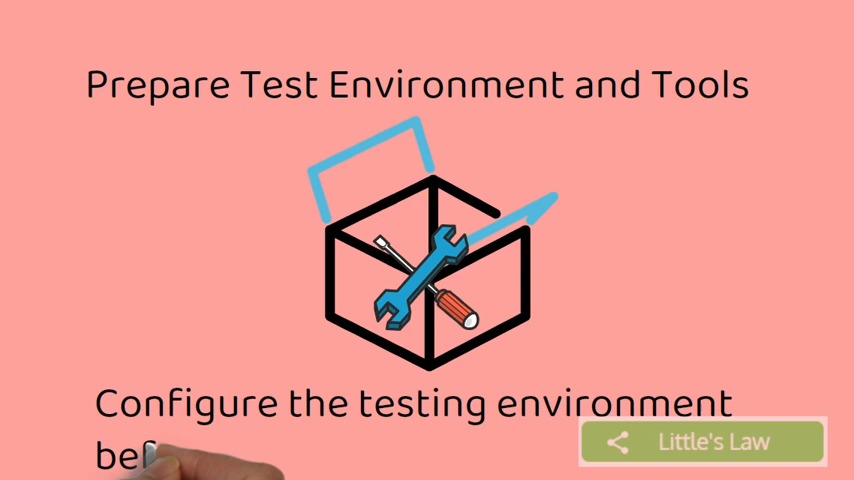 Prepare Test Environment and Tools
Configure the testing environment
Little's Law